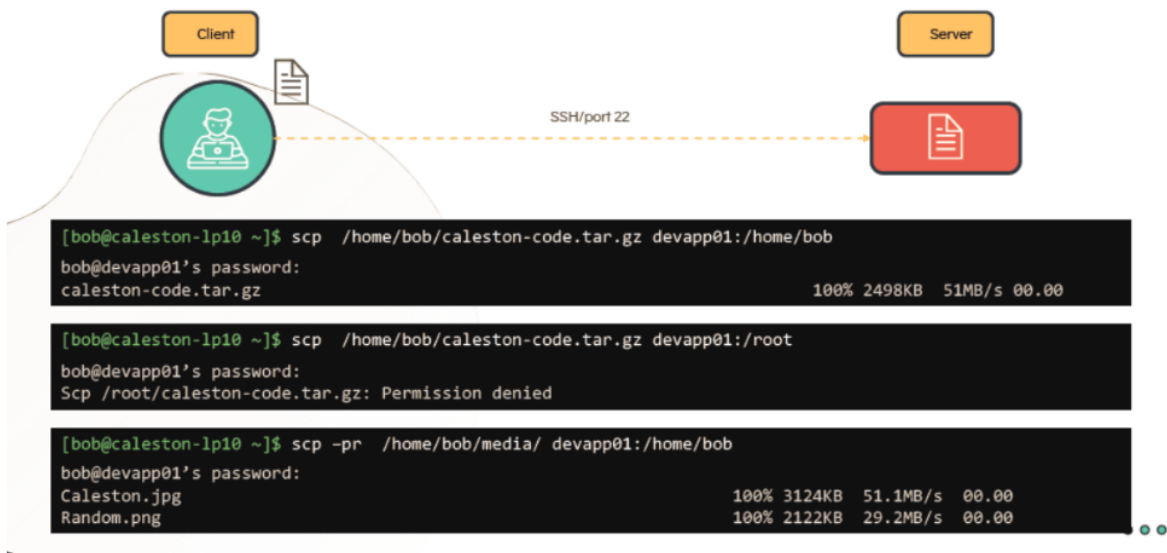 Client
Server
SSH/port 22
[bob@caleston-lp10 ~]$ scp  /home/bob/caleston-code.tar.gz devapp01:/home/bob
bob@devapp01’s password:
caleston-code.tar.gz 100% 2498KB  51MB/s 00.00
[bob@caleston-lp10 ~]$ scp  /home/bob/caleston-code.tar.gz devapp01:/root
bob@devapp01’s password:
Scp /root/caleston-code.tar.gz: Permission denied
[bob@caleston-lp10 ~]$ scp –pr  /home/bob/media/ devapp01:/home/bob
bob@devapp01’s password:
Caleston.jpg 100% 3124KB  51.1MB/s  00.00
Random.png 100% 2122KB  29.2MB/s  00.00